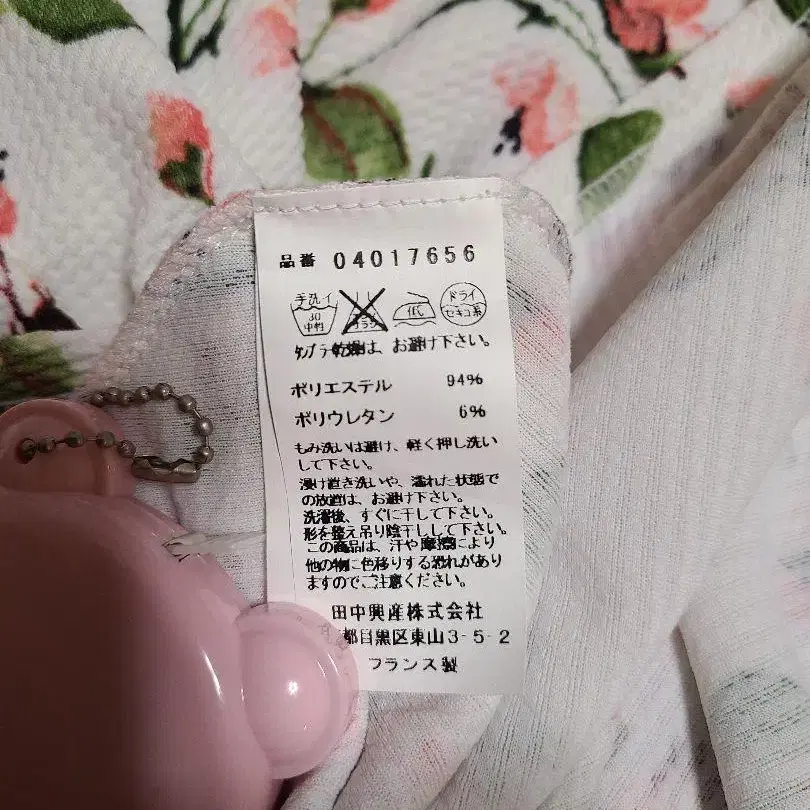 品番 04017656
手洗イ
30
中性
エンソ
サラシ
低
ドライ
セキユ系
タンブラ乾燥は、お避け下さい。
ポリエステル 94%
ポリウレタン 6%
もみ洗いは避け、軽く押し洗い
して下さい。
浸け置き洗いや、濡れた状態で
の放置は、お避け下さい。
洗濯後、すぐに干して下さい。
形を整え吊り陰干しして下さい。
この商品は、汗や摩擦により
他の物に色移りする恐れがあり
ますのでご注意ください。
田中興産株式会社
都目黒区東山3-5-2
フランス製